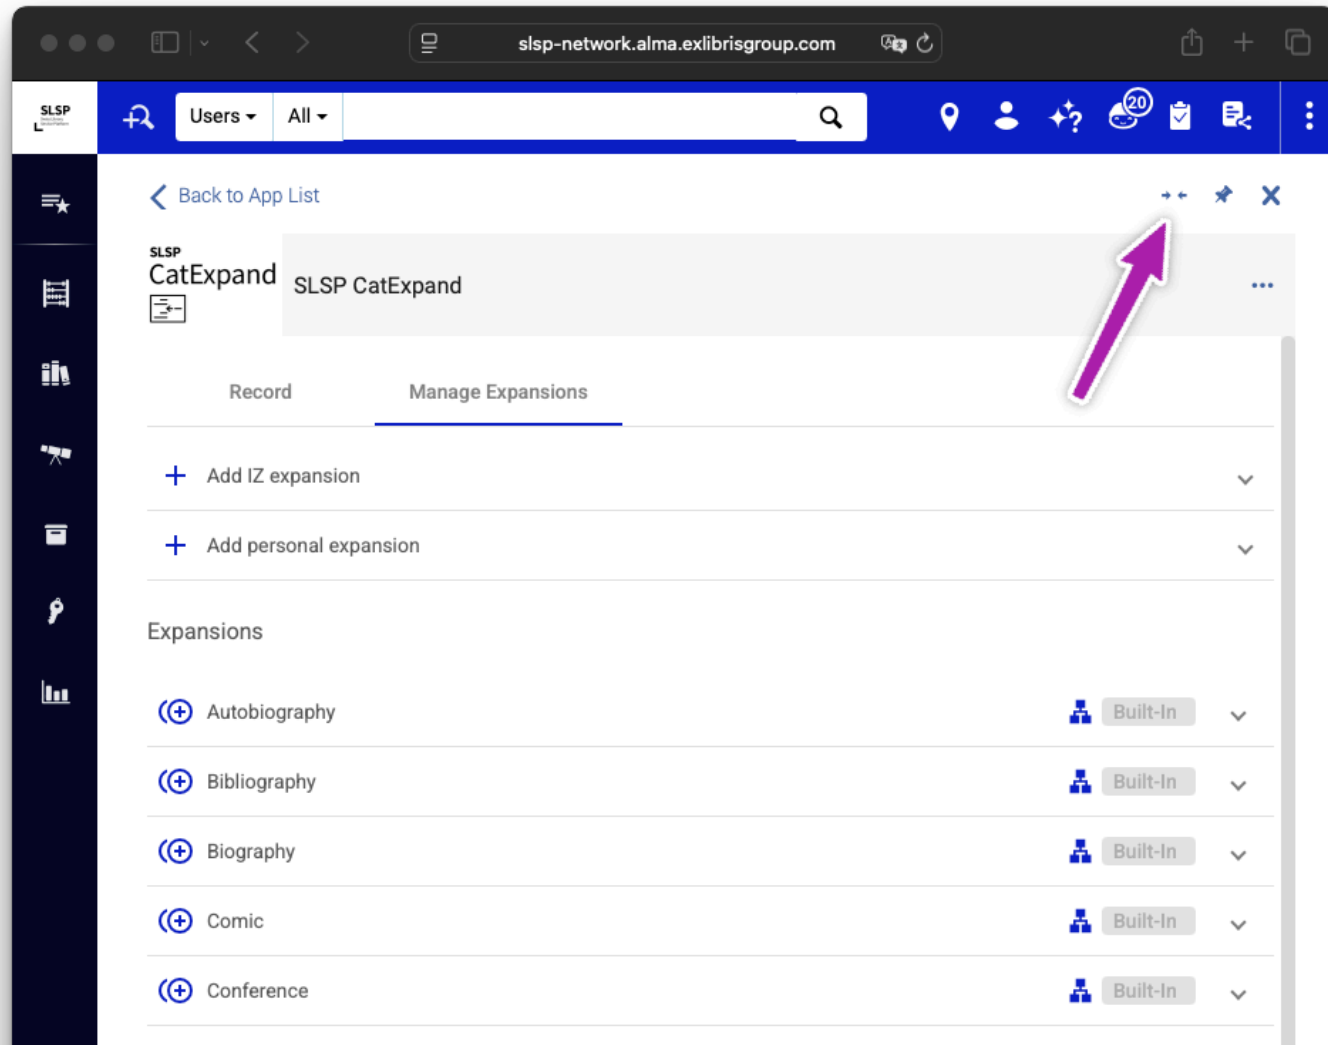 slsp-network.alma.exlibrisgroup.com
SLSP
Users
All
20
Back to App List
SLSP
CatExpand
SLSP CatExpand
Record
Manage Expansions
Add IZ expansion
Add personal expansion
Expansions
Autobiography
Built-In
Bibliography
Built-In
Biography
Built-In
Comic
Built-In
Conference
Built-In